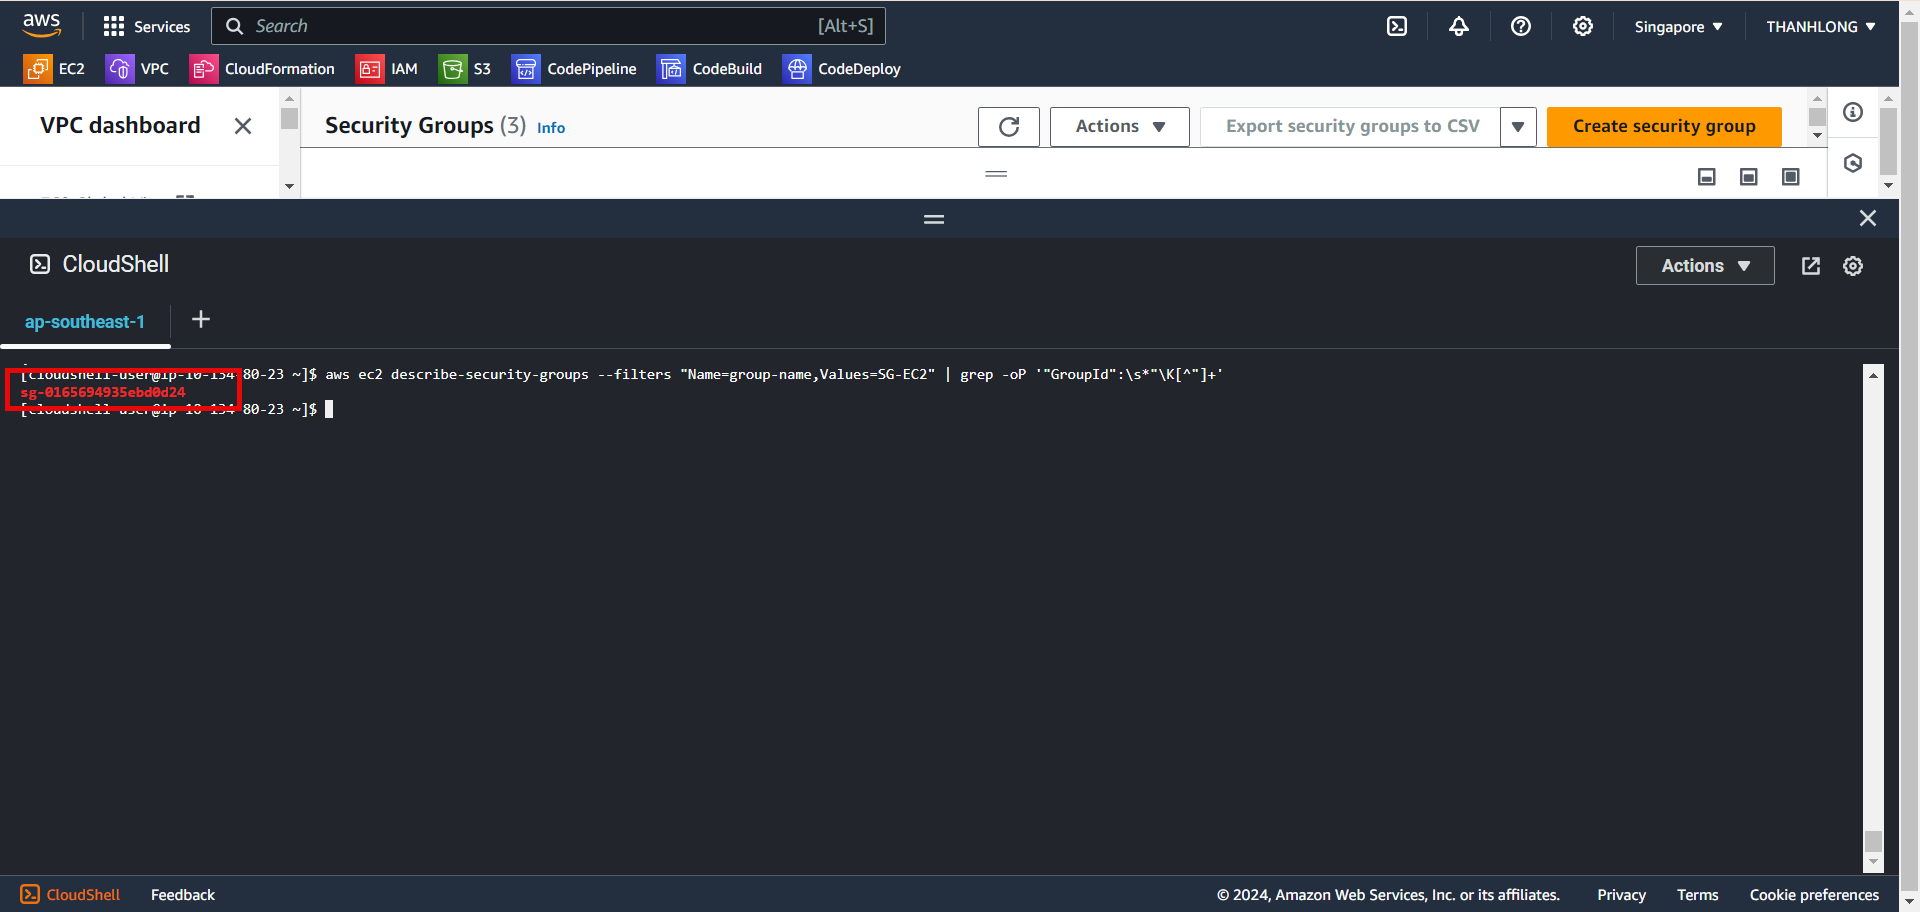 aws
Services
Search
[Alt+S]
Singapore
THANHLONG
EC2
VPC
CloudFormation
IAM
S3
CodePipeline
CodeBuild
CodeDeploy
VPC dashboard
Security Groups (3) Info
Actions
Export security groups to CSV
Create security group
CloudShell
Actions
ap-southeast-1
[cloudshell-user@ip-10-134-80-23 ~]$ aws ec2 describe-security-groups --filters "Name=group-name,Values=SG-EC2" | grep -oP '"GroupId":\s*"\K[^"]+'
sg-0165694935ebd0d24
[cloudshell-user@ip-10-134-80-23 ~]$
CloudShell
Feedback
© 2024, Amazon Web Services, Inc. or its affiliates.
Privacy
Terms
Cookie preferences